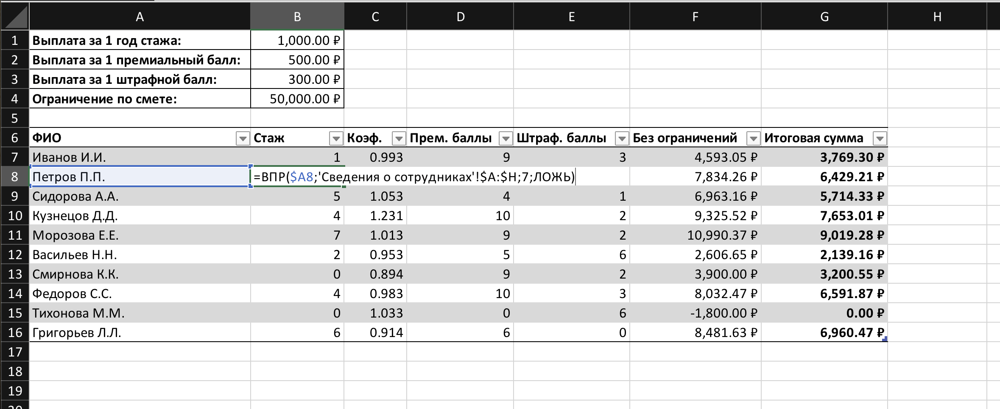 A B C D E F G H
1 Выплата за 1 год стажа: 1,000.00 ₽
2 Выплата за 1 премиальный балл: 500.00 ₽
3 Выплата за 1 штрафной балл: 300.00 ₽
4 Ограничение по смете: 50,000.00 ₽
5
6 ФИО Стаж Коэф. Прем. баллы Штраф. баллы Без ограничений Итоговая сумма
7 Иванов И.И. 1 0.993 9 3 4,593.05 ₽ 3,769.30 ₽
8 Петров П.П. =ВПР($A8;'Сведения о сотрудниках'!$A:$H;7;ЛОЖЬ) 7,834.26 ₽ 6,429.21 ₽
9 Сидорова А.А. 5 1.053 4 1 6,963.16 ₽ 5,714.33 ₽
10 Кузнецов Д.Д. 4 1.231 10 2 9,325.52 ₽ 7,653.01 ₽
11 Морозова Е.Е. 7 1.013 9 2 10,990.37 ₽ 9,019.28 ₽
12 Васильев Н.Н. 2 0.953 5 6 2,606.65 ₽ 2,139.16 ₽
13 Смирнова К.К. 0 0.894 9 2 3,900.00 ₽ 3,200.55 ₽
14 Федоров С.С. 4 0.983 10 3 8,032.47 ₽ 6,591.87 ₽
15 Тихонова М.М. 0 1.033 0 6 -1,800.00 ₽ 0.00 ₽
16 Григорьев Л.Л. 6 0.914 6 0 8,481.63 ₽ 6,960.47 ₽
17
18
19
20